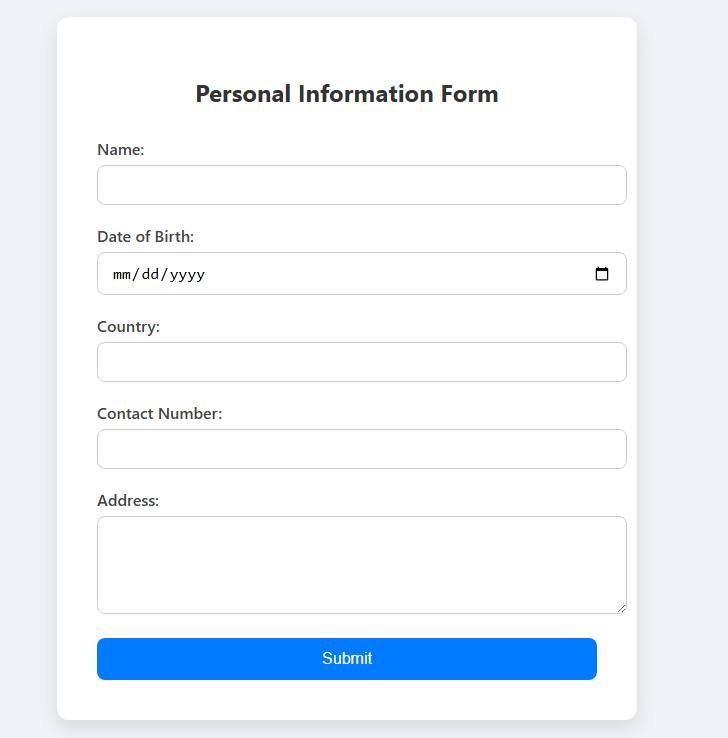 Personal Information Form
Name:
Date of Birth:
mm/dd/yyyy
Country:
Contact Number:
Address:
Submit